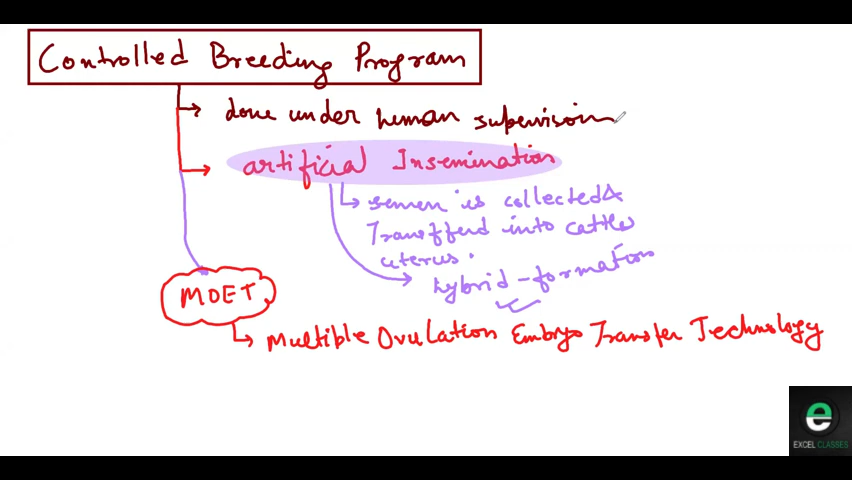 Controlled Breeding Program
done under human supervision
artificial Insemination
semen is collected &
Transfferd into cattle
uterus.
hybrid - formation
MOET
Multiple Ovulation Embryo Transfer Technology
e
EXCEL CLASSES